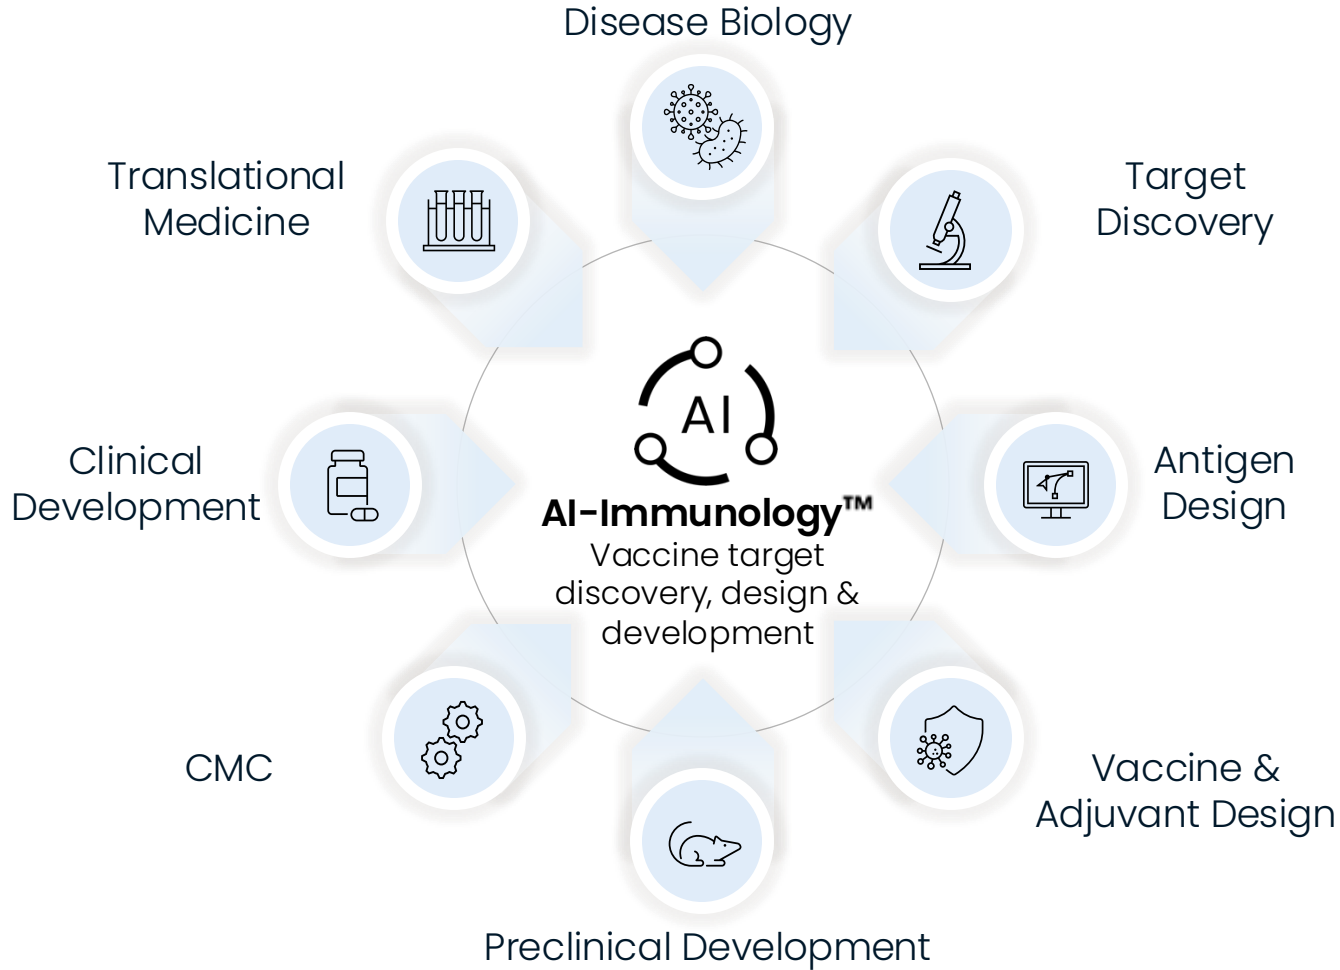 Disease Biology
Target
Discovery
Antigen
Design
Vaccine &
Adjuvant Design
Preclinical Development
CMC
Clinical
Development
Translational
Medicine
AI
AI-Immunology™
Vaccine target
discovery, design &
development